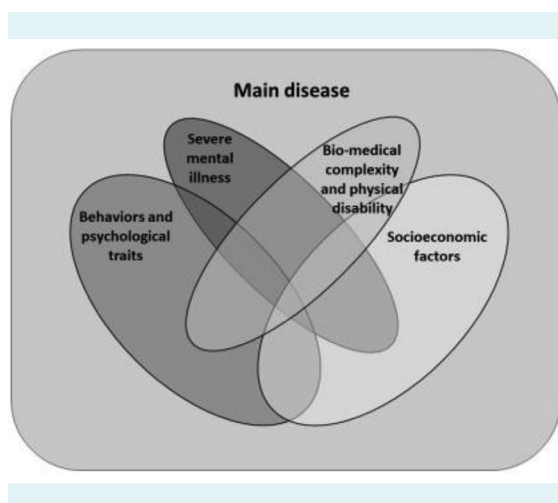 Main disease
Severe
mental
illness
Bio-medical
complexity
and physical
disability
Behaviors and
psychological
traits
Socioeconomic
factors